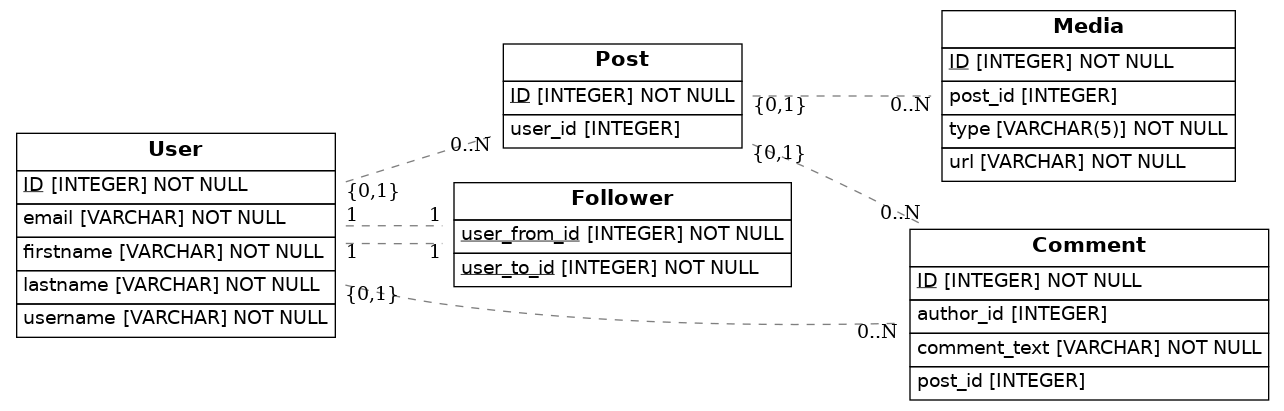 User
ID [INTEGER] NOT NULL
email [VARCHAR] NOT NULL
firstname [VARCHAR] NOT NULL
lastname [VARCHAR] NOT NULL
username [VARCHAR] NOT NULL
Post
ID [INTEGER] NOT NULL
user_id [INTEGER]
Follower
user_from_id [INTEGER] NOT NULL
user_to_id [INTEGER] NOT NULL
Media
ID [INTEGER] NOT NULL
post_id [INTEGER]
type [VARCHAR(5)] NOT NULL
url [VARCHAR] NOT NULL
Comment
ID [INTEGER] NOT NULL
author_id [INTEGER]
comment_text [VARCHAR] NOT NULL
post_id [INTEGER]
{0,1}
0..N
1
1
1
1
{0,1}
0..N
{0,1}
0..N
{0,1}
0..N